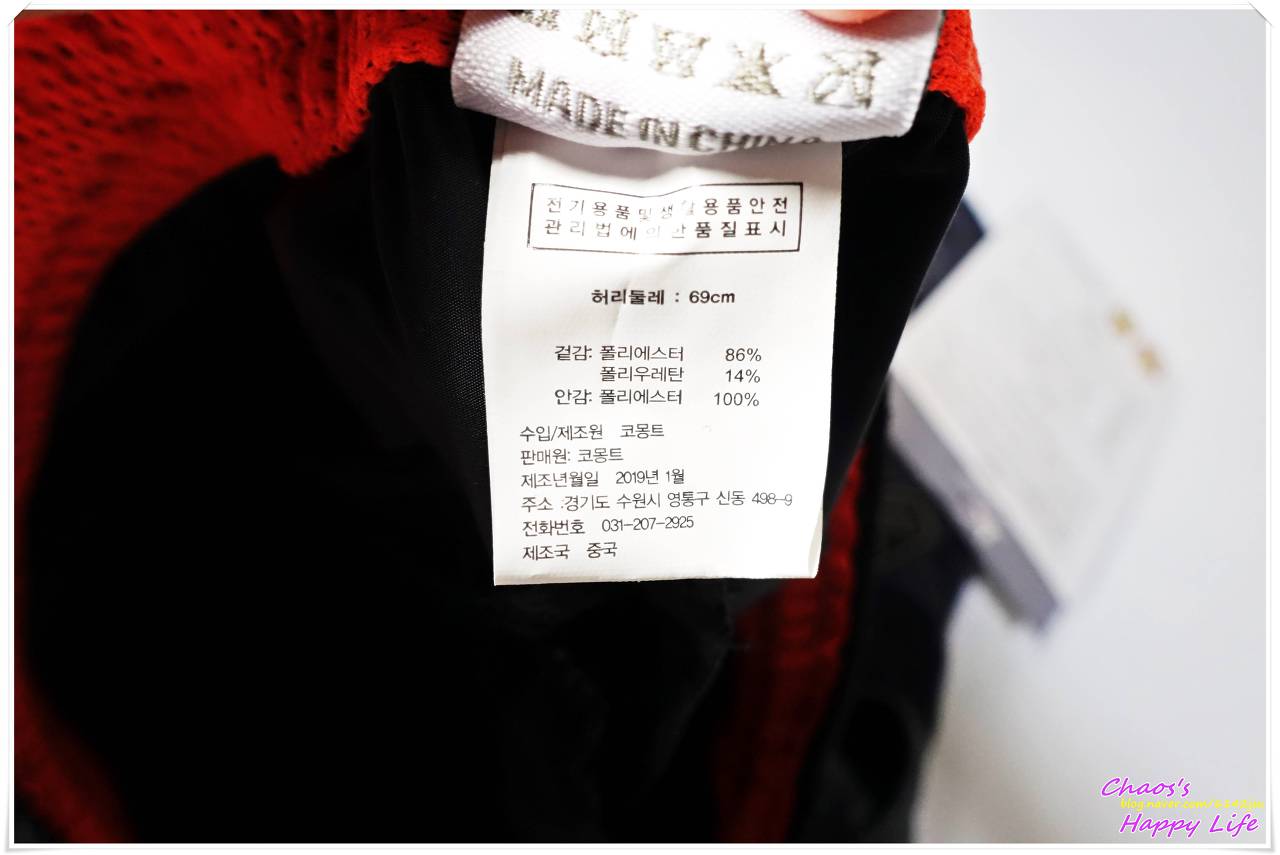 MADE IN CHINA
전기용품및생활용품안전
관리법에의한품질표시
허리둘레 : 69cm
겉감: 폴리에스터 86%
폴리우레탄 14%
안감: 폴리에스터 100%
수입/제조원 코몽트
판매원: 코몽트
제조년월일 2019년 1월
주소 :경기도 수원시 영통구 신동 498-9
전화번호 031-207-2925
제조국 중국
Chaos's
Happy Life